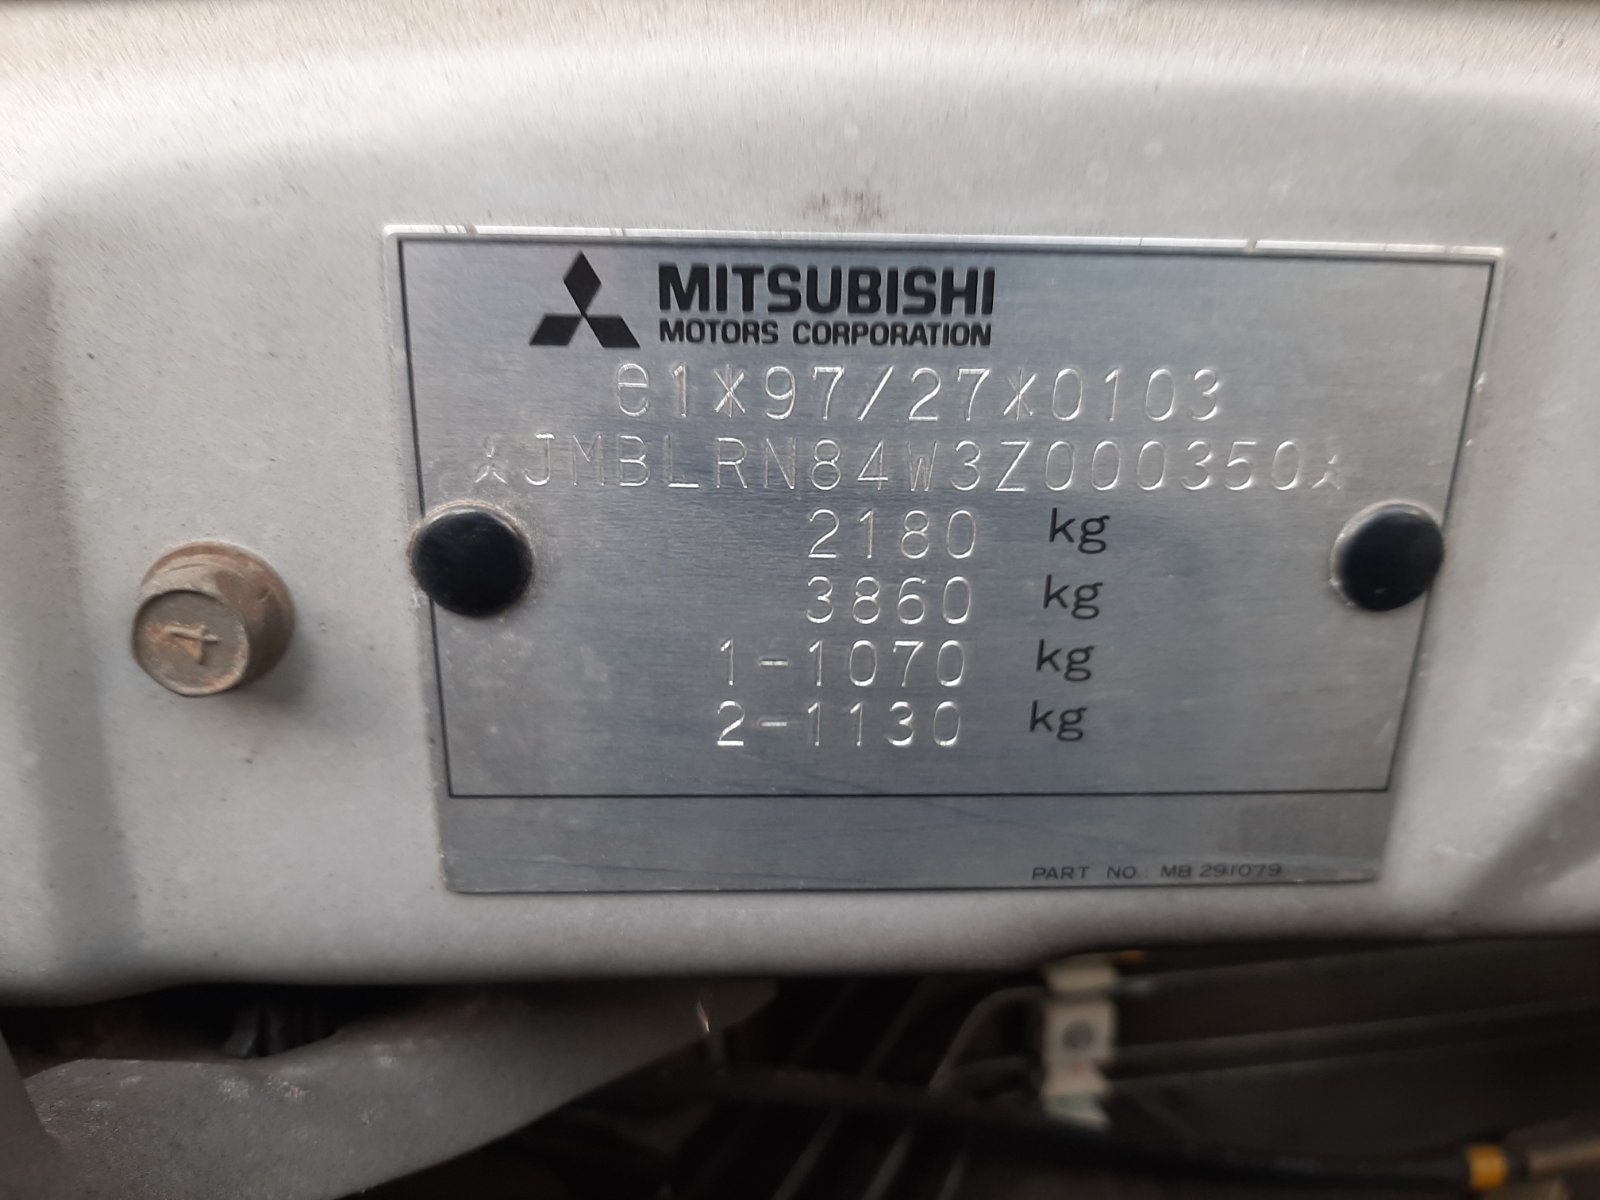 MITSUBISHI
MOTORS CORPORATION
e1*97/27*0103
*JMBLRN84W3Z000350*
2180 kg
3860 kg
1-1070 kg
2-1130 kg
4
PART NO. MB 291079